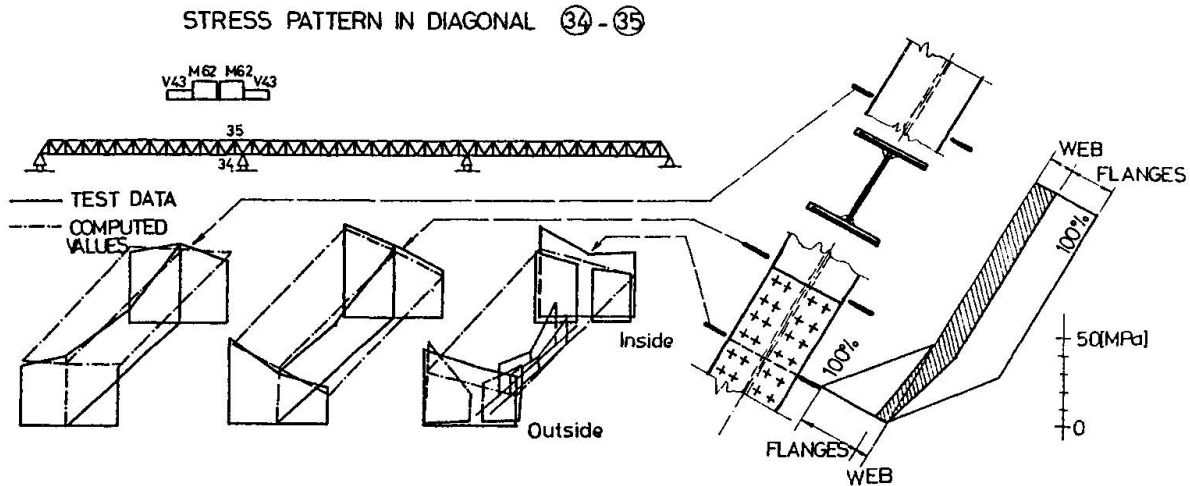 STRESS PATTERN IN DIAGONAL 34 - 35
V43 M62 M62 V43
35
34
TEST DATA
COMPUTED
VALUES
Inside
Outside
WEB
FLANGES
100%
100%
50[MPa]
0
FLANGES
WEB